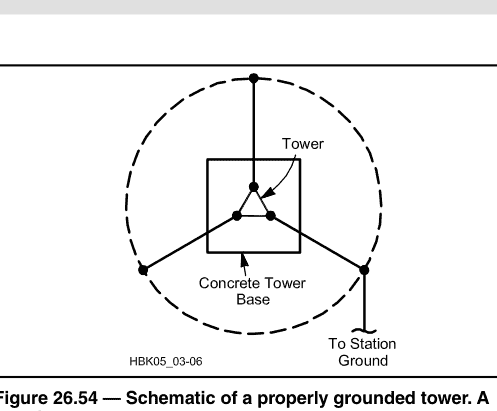 Tower
Concrete Tower
Base
To Station
Ground
HBK05_03-06
Figure 26.54 — Schematic of a properly grounded tower. A